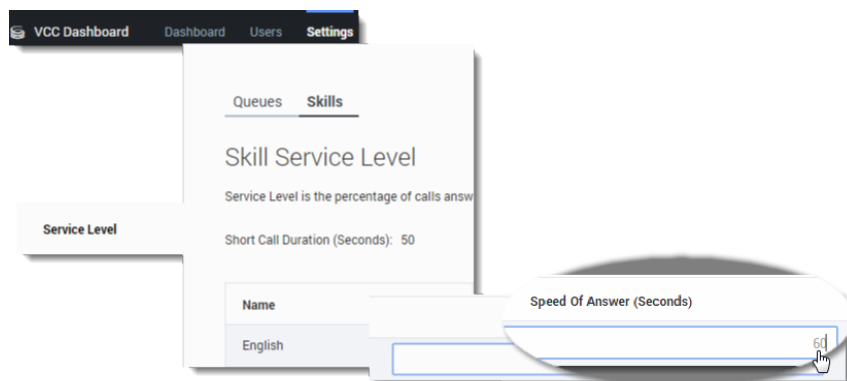 VCC Dashboard Dashboard Users Settings
Queues Skills
Skill Service Level
Service Level is the percentage of calls answ
Service Level
Short Call Duration (Seconds): 50
Name
Speed Of Answer (Seconds)
English
60